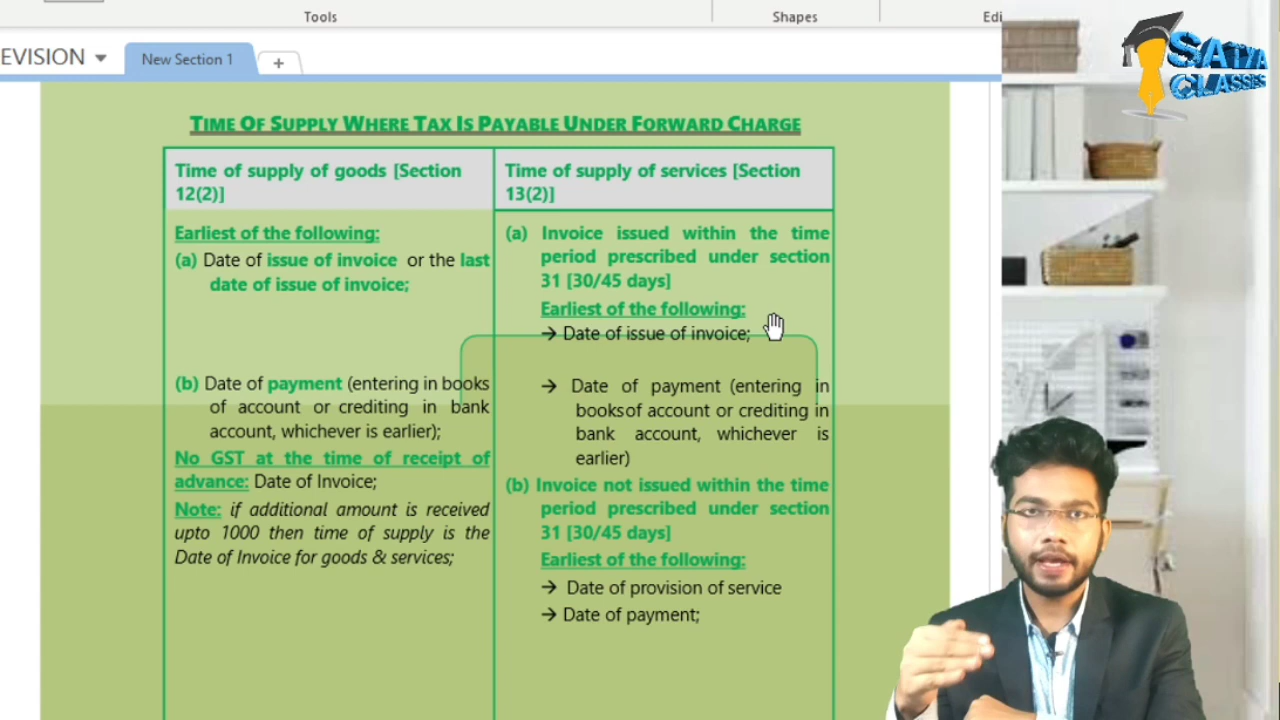 Tools
Shapes
Edi
EVISION
New Section 1
+
SATYA
CLASSES
TIME OF SUPPLY WHERE TAX IS PAYABLE UNDER FORWARD CHARGE
Time of supply of goods [Section
12(2)]
Earliest of the following:
(a) Date of issue of invoice or the last
date of issue of invoice;
(b) Date of payment (entering in books
of account or crediting in bank
account, whichever is earlier);
No GST at the time of receipt of
advance: Date of Invoice;
Note: if additional amount is received
upto 1000 then time of supply is the
Date of Invoice for goods & services;
Time of supply of services [Section
13(2)]
(a) Invoice issued within the time
period prescribed under section
31 [30/45 days]
Earliest of the following:
→ Date of issue of invoice;
→ Date of payment (entering in
booksof account or crediting in
bank account, whichever is
earlier)
(b) Invoice not issued within the time
period prescribed under section
31 [30/45 days]
Earliest of the following:
→ Date of provision of service
→ Date of payment;